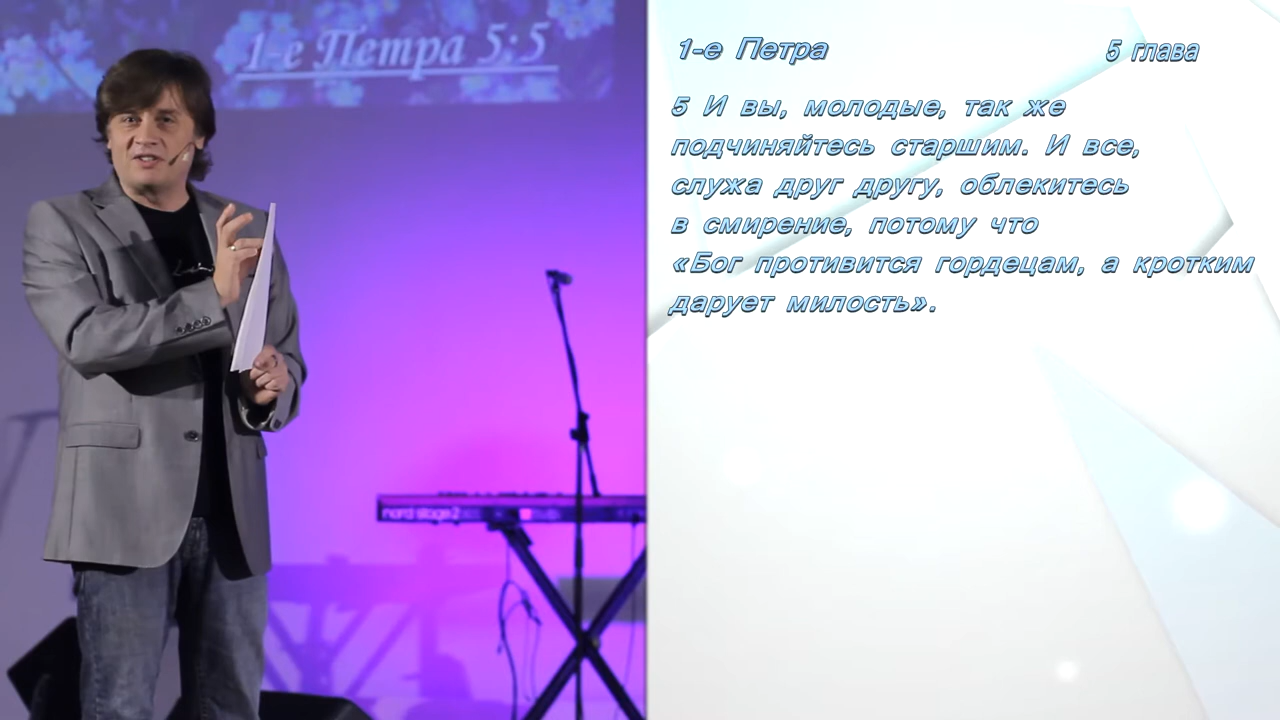 1-е Петра 5:5
1-е Петра 5 глава
5 И вы, молодые, так же
подчиняйтесь старшим. И все,
служа друг другу, облекитесь
в смирение, потому что
«Бог противится гордецам, а кротким
дарует милость».
nord stage 2